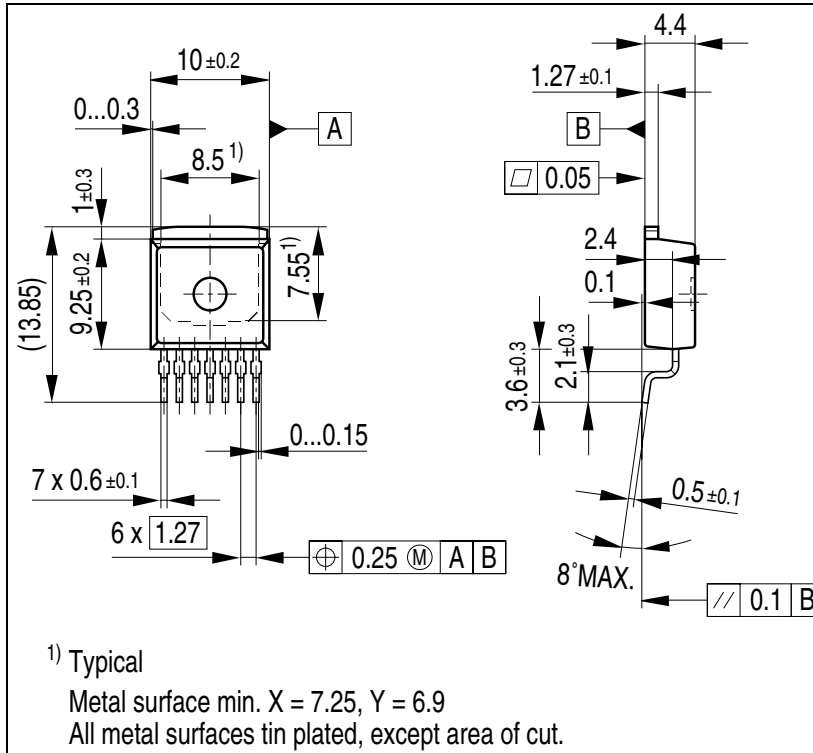 10 ±0.2
0...0.3
A
8.5 1)
1 ±0.3
7.55 1)
(13.85)
9.25 ±0.2
0...0.15
7 x 0.6 ±0.1
6 x 1.27
⌖ 0.25 Ⓜ A B
4.4
1.27 ±0.1
B
⏥ 0.05
2.4
0.1
3.6 ±0.3
2.1 ±0.3
0.5 ±0.1
8° MAX.
// 0.1 B
1) Typical
Metal surface min. X = 7.25, Y = 6.9
All metal surfaces tin plated, except area of cut.